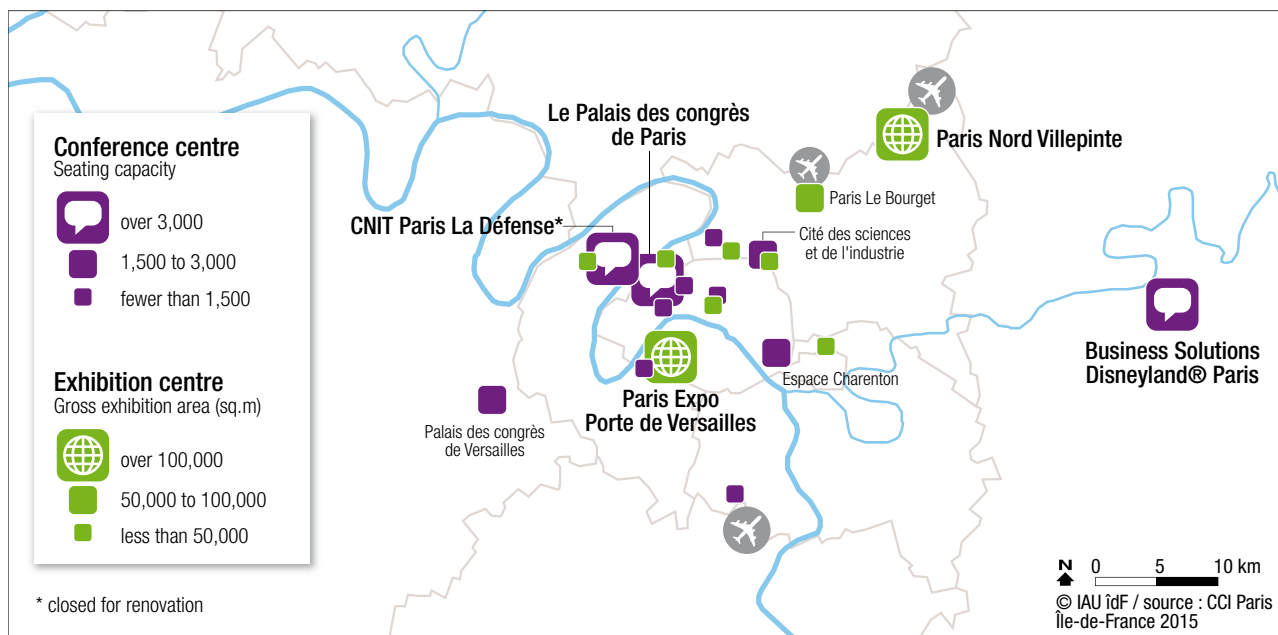 Conference centre
Seating capacity
over 3,000
1,500 to 3,000
fewer than 1,500
Exhibition centre
Gross exhibition area (sq.m)
over 100,000
50,000 to 100,000
less than 50,000
* closed for renovation
Le Palais des congrès
de Paris
CNIT Paris La Défense*
Paris Nord Villepinte
Paris Le Bourget
Cité des sciences
et de l'industrie
Business Solutions
Disneyland® Paris
Espace Charenton
Paris Expo
Porte de Versailles
Palais des congrès
de Versailles
N 0 5 10 km
© IAU îdF / source : CCI Paris
Île-de-France 2015